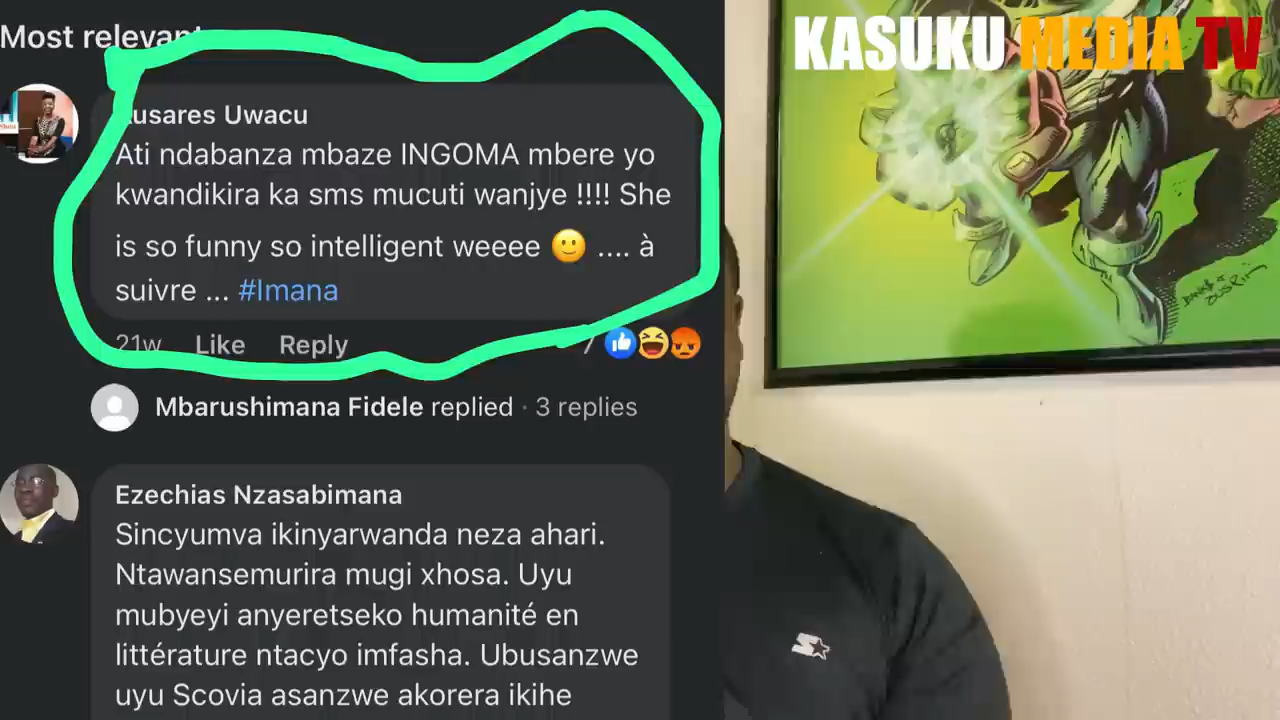 Most relevant
KASUKU MEDIA TV
usares Uwacu
Ati ndabanza mbaze INGOMA mbere yo
kwandikira ka sms mucuti wanjye !!!! She
is so funny so intelligent weeee 🙂 .... à
suivre ... #Imana
21w Like Reply 7
Mbarushimana Fidele replied · 3 replies
Ezechias Nzasabimana
Sincyumva ikinyarwanda neza ahari.
Ntawansemurira mugi xhosa. Uyu
mubyeyi anyeretseko humanité en
littérature ntacyo imfasha. Ubusanzwe
uyu Scovia asanzwe akorera ikihe